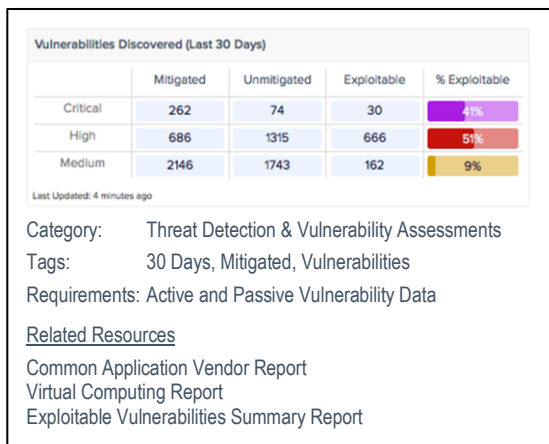 Vulnerabilities Discovered (Last 30 Days)
Mitigated Unmitigated Exploitable % Exploitable
Critical 262 74 30 41%
High 686 1315 666 51%
Medium 2146 1743 162 9%
Last Updated: 4 minutes ago
Category: Threat Detection & Vulnerability Assessments
Tags: 30 Days, Mitigated, Vulnerabilities
Requirements: Active and Passive Vulnerability Data
Related Resources
Common Application Vendor Report
Virtual Computing Report
Exploitable Vulnerabilities Summary Report